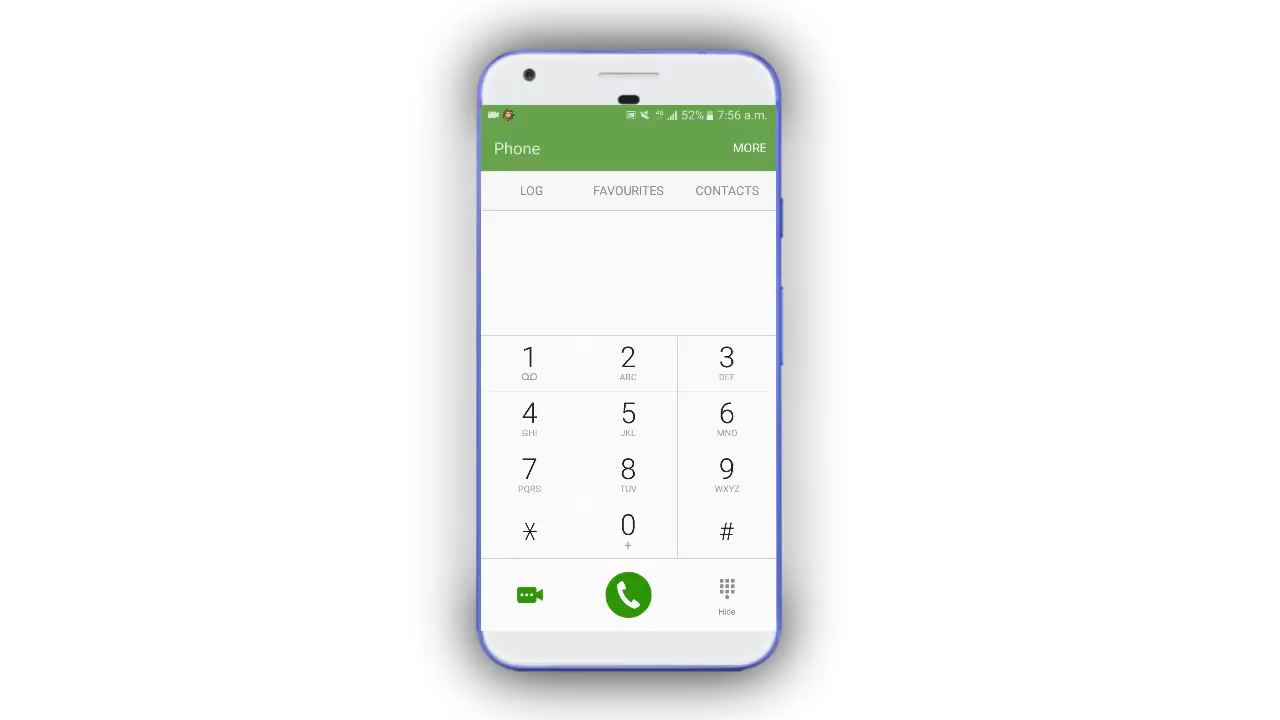 4G 52% 7:56 a.m.
Phone MORE
LOG FAVOURITES CONTACTS
1 2 3
ABC DEF
4 5 6
GHI JKL MNO
7 8 9
PQRS TUV WXYZ
* 0 #
+
Hide